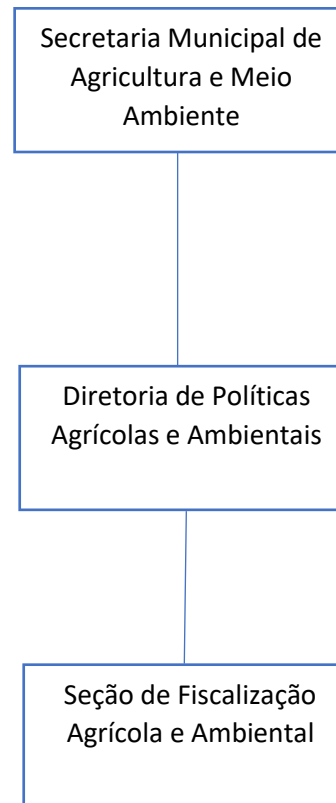 Secretaria Municipal de
Agricultura e Meio
Ambiente
Diretoria de Políticas
Agrícolas e Ambientais
Seção de Fiscalização
Agrícola e Ambiental